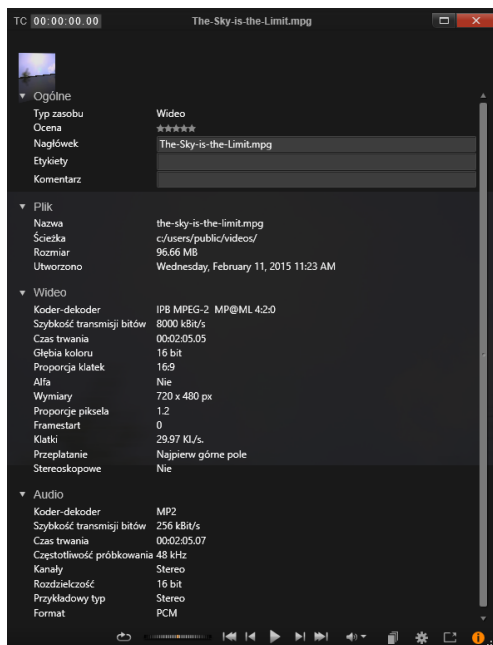 TC 00:00:00.00 The-Sky-is-the-Limit.mpg
Ogólne
Typ zasobu Wideo
Ocena
Nagłówek The-Sky-is-the-Limit.mpg
Etykiety
Komentarz
Plik
Nazwa the-sky-is-the-limit.mpg
Ścieżka c:/users/public/videos/
Rozmiar 96.66 MB
Utworzono Wednesday, February 11, 2015 11:23 AM
Wideo
Koder-dekoder IPB MPEG-2 MP@ML 4:2:0
Szybkość transmisji bitów 8000 kBit/s
Czas trwania 00:02:05.05
Głębia koloru 16 bit
Proporcja klatek 16:9
Alfa Nie
Wymiary 720 x 480 px
Proporcje piksela 1.2
Framestart 0
Klatki 29.97 Kl./s.
Przeplatanie Najpierw górne pole
Stereoskopowe Nie
Audio
Koder-dekoder MP2
Szybkość transmisji bitów 256 kBit/s
Czas trwania 00:02:05.07
Częstotliwość próbkowania 48 kHz
Kanały Stereo
Rozdzielczość 16 bit
Przykładowy typ Stereo
Format PCM